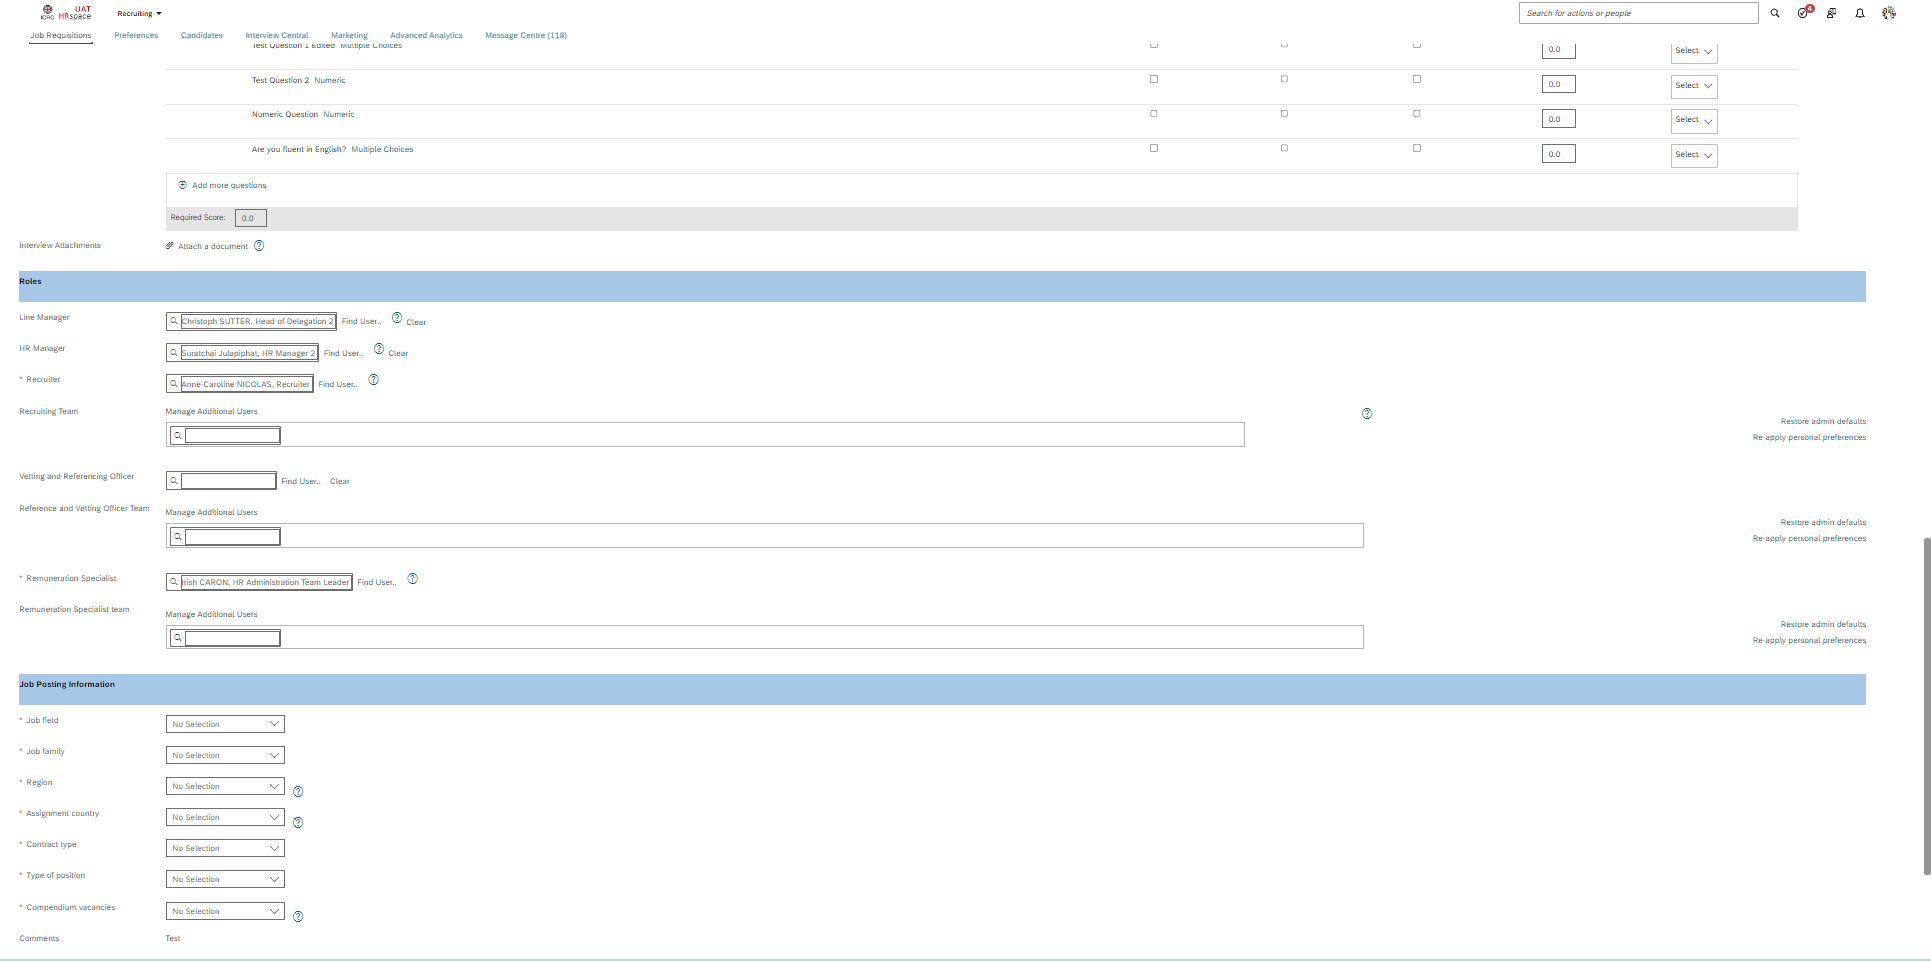 ICRC
UAT
HRspace
Recruiting
Search for actions or people
4
Job Requisitions
Preferences
Candidates
Interview Central
Marketing
Advanced Analytics
Message Centre (118)
Test Question 1 Edited Multiple Choices
0.0
Select
Test Question 2 Numeric
0.0
Select
Numeric Question Numeric
0.0
Select
Are you fluent in English? Multiple Choices
0.0
Select
Add more questions
Required Score: 0.0
Interview Attachments
Attach a document ?
Roles
Line Manager
Christoph SUTTER, Head of Delegation 2 Find User.. ? Clear
HR Manager
Suratchai Julapiphat, HR Manager 2 Find User.. ? Clear
* Recruiter
Anne-Caroline NICOLAS, Recruiter Find User.. ?
Recruiting Team
Manage Additional Users
?
Restore admin defaults
Re-apply personal preferences
Vetting and Referencing Officer
Find User.. Clear
Reference and Vetting Officer Team
Manage Additional Users
Restore admin defaults
Re-apply personal preferences
* Remuneration Specialist
Irish CARON, HR Administration Team Leader Find User.. ?
Remuneration Specialist team
Manage Additional Users
Restore admin defaults
Re-apply personal preferences
Job Posting Information
* Job field
No Selection
* Job family
No Selection
* Region
No Selection ?
* Assignment country
No Selection ?
* Contract type
No Selection
* Type of position
No Selection
* Compendium vacancies
No Selection ?
Comments
Test